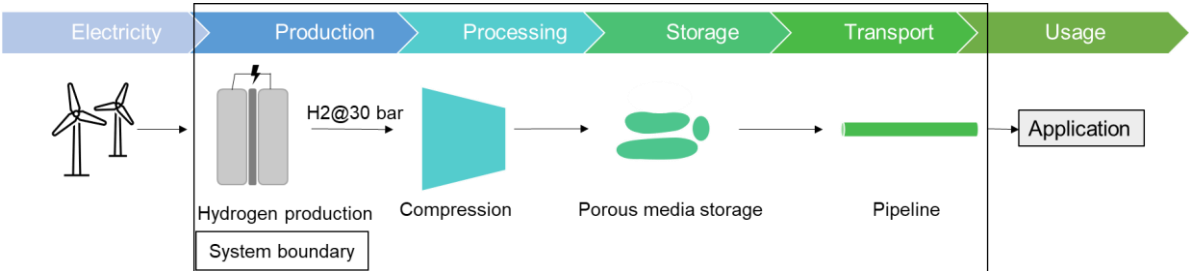 Electricity
Production
Processing
Storage
Transport
Usage
H2@30 bar
Application
Hydrogen production
Compression
Porous media storage
Pipeline
System boundary